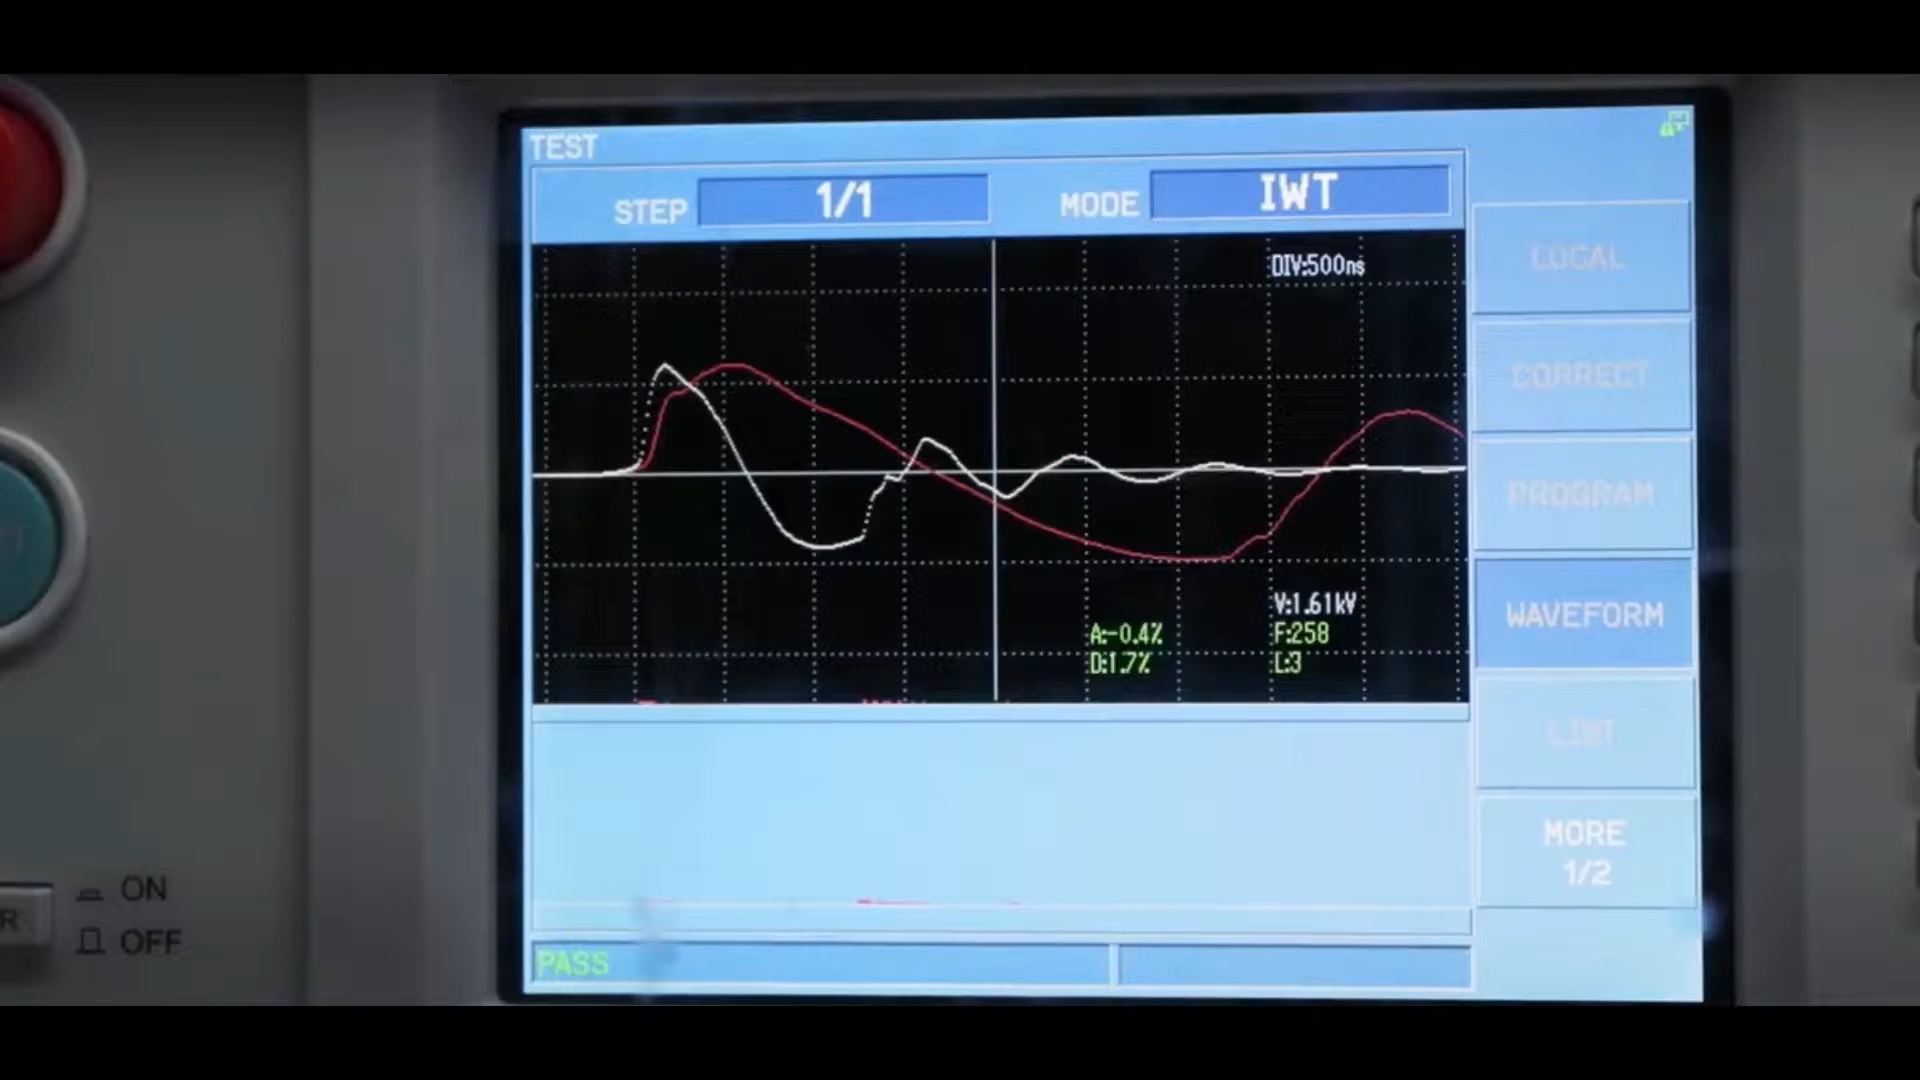 TEST
STEP 1/1 MODE IWT
DIV:500ns
LOCAL
CORRECT
PROGRAM
WAVEFORM
V:1.61kV
A:-0.4% F:258
D:1.7% L:3
LIST
MORE
1/2
ON
OFF
PASS